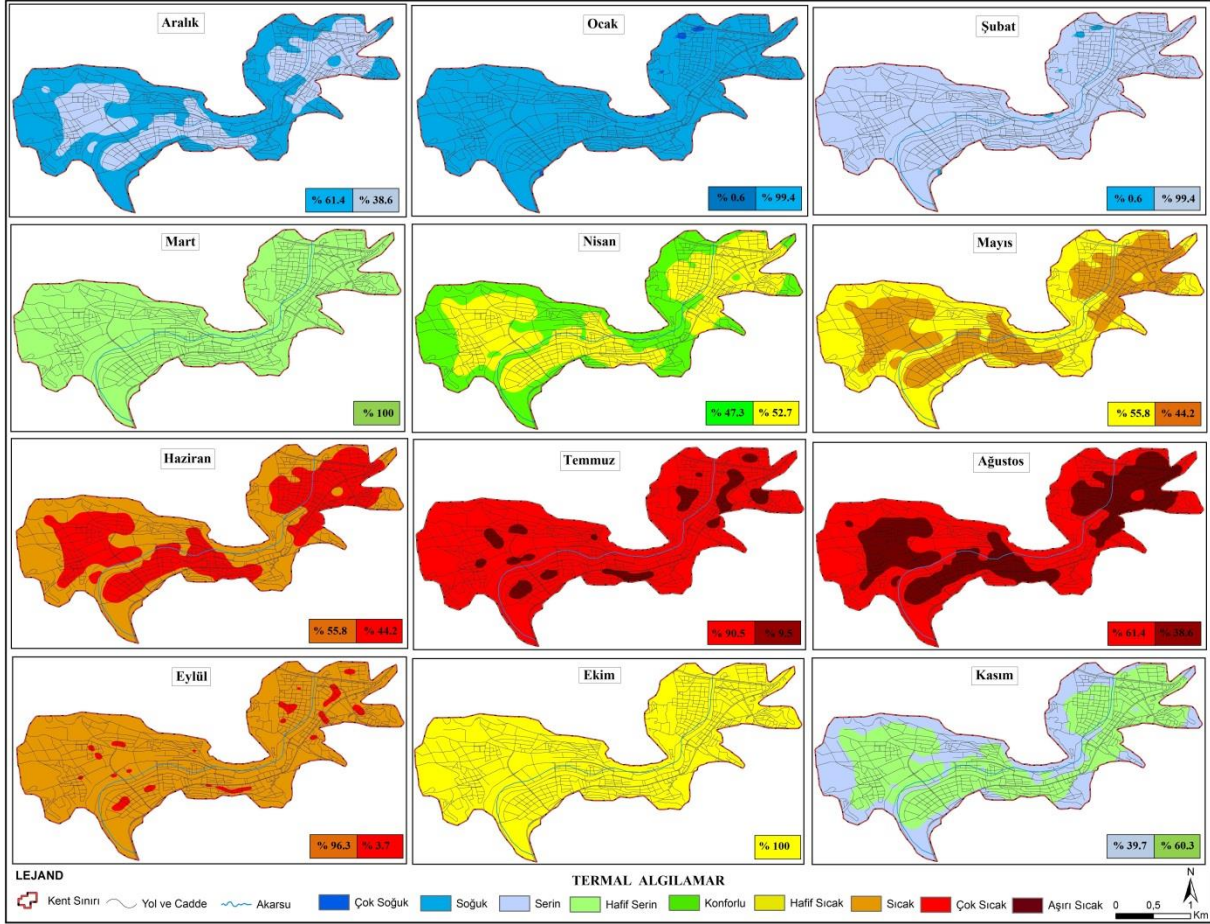 Aralık
% 61.4 % 38.6
Ocak
% 0.6 % 99.4
Şubat
% 0.6 % 99.4
Mart
% 100
Nisan
% 47.3 % 52.7
Mayıs
% 55.8 % 44.2
Haziran
% 55.8 % 44.2
Temmuz
% 90.5 % 9.5
Ağustos
% 61.4 % 38.6
Eylül
% 96.3 % 3.7
Ekim
% 100
Kasım
% 39.7 % 60.3
LEJAND
TERMAL ALGILAMAR
Kent Sınırı Yol ve Cadde Akarsu Çok Soğuk Soğuk Serin Hafif Serin Konforlu Hafif Sıcak Sıcak Çok Sıcak Aşırı Sıcak
N
0 0,5 1
Km